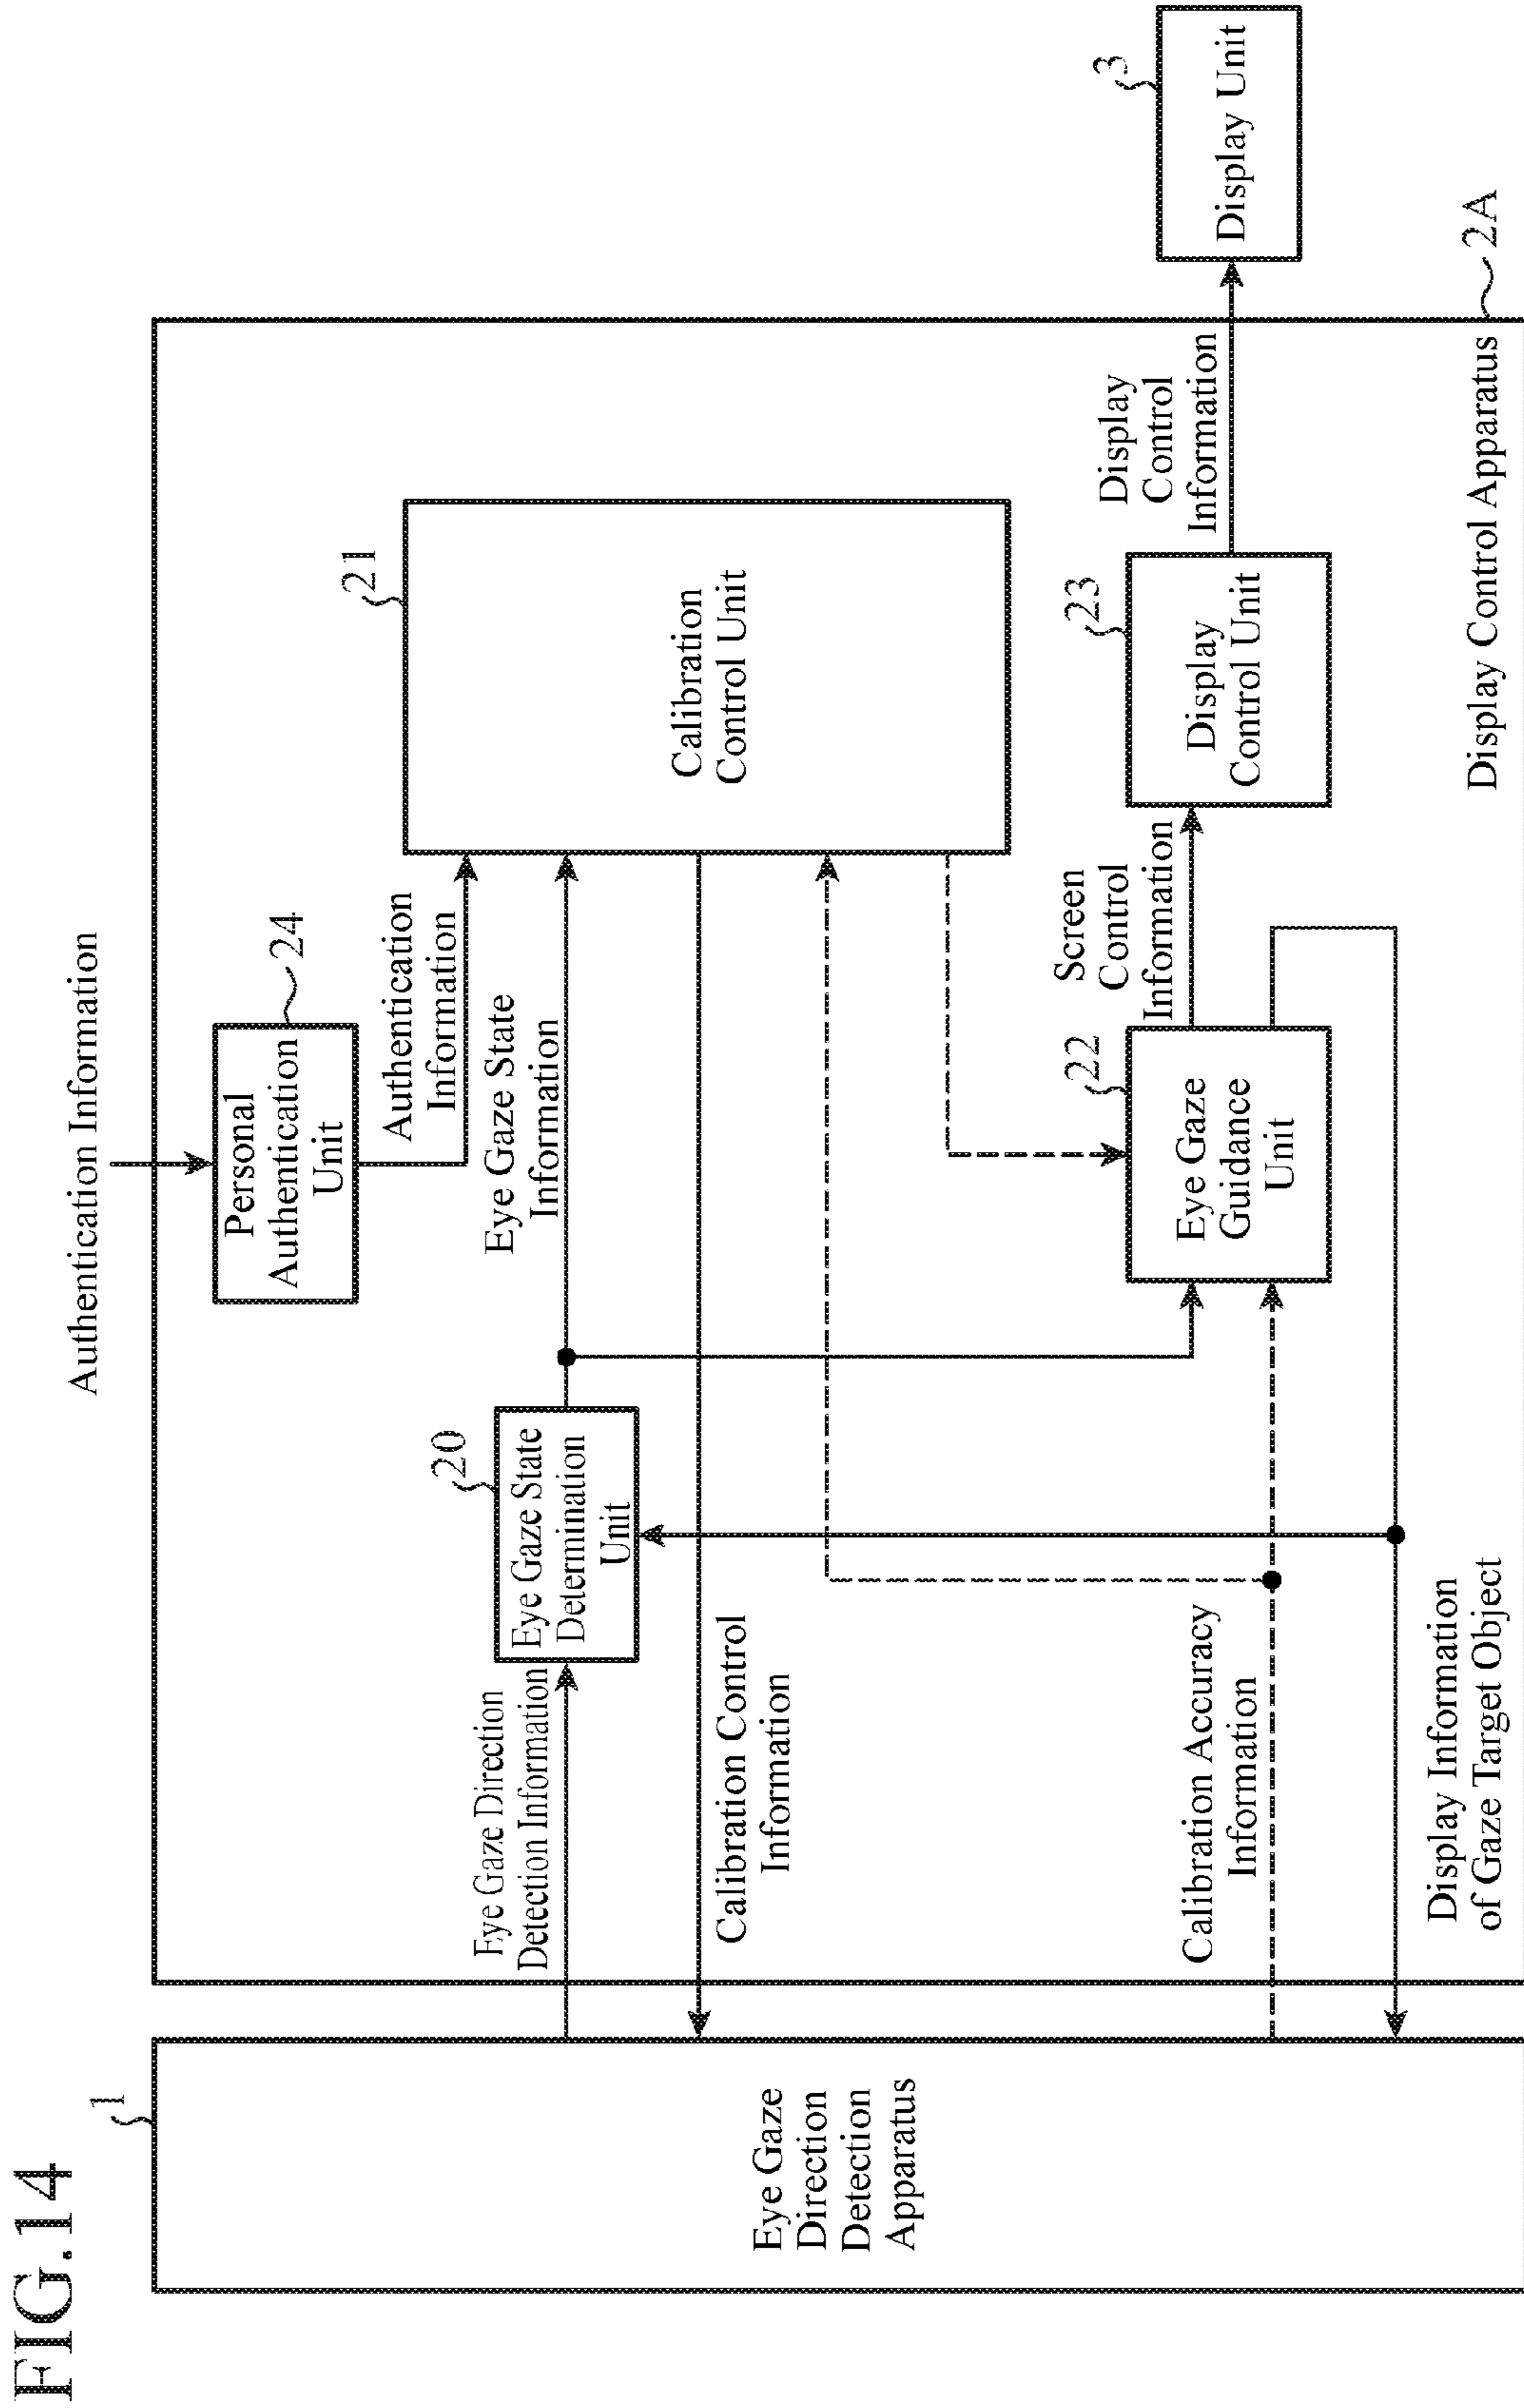 FIG.14
1
Eye Gaze
Direction
Detection
Apparatus
Authentication Information
Personal
Authentication
Unit
24
Authentication
Information
Eye Gaze Direction
Detection Information
20
Eye Gaze State
Determination
Unit
Eye Gaze State
Information
21
Calibration
Control Unit
Calibration Control
Information
Calibration Accuracy
Information
22
Eye Gaze
Guidance
Unit
Screen
Control
Information
23
Display
Control Unit
Display
Control
Information
3
Display Unit
Display Information
of Gaze Target Object
Display Control Apparatus
2A